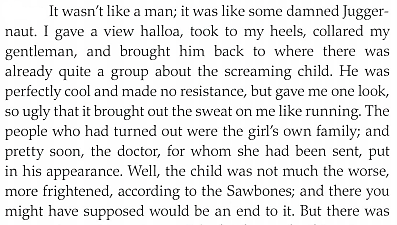 It wasn't like a man; it was like some damned Jugger-
naut. I gave a view halloa, took to my heels, collared my
gentleman, and brought him back to where there was
already quite a group about the screaming child. He was
perfectly cool and made no resistance, but gave me one look,
so ugly that it brought out the sweat on me like running. The
people who had turned out were the girl's own family; and
pretty soon, the doctor, for whom she had been sent, put
in his appearance. Well, the child was not much the worse,
more frightened, according to the Sawbones; and there you
might have supposed would be an end to it. But there was